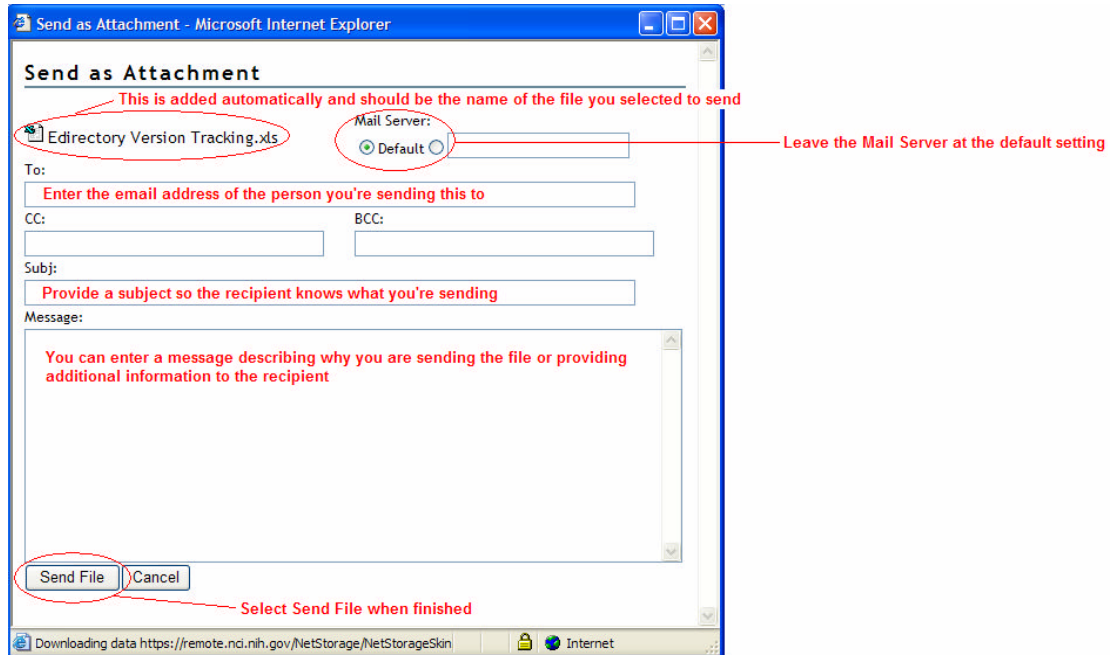 Send as Attachment - Microsoft Internet Explorer
Send as Attachment
This is added automatically and should be the name of the file you selected to send
Mail Server:
Edirectory Version Tracking.xls
Default
Leave the Mail Server at the default setting
To:
Enter the email address of the person you're sending this to
CC:
BCC:
Subj:
Provide a subject so the recipient knows what you're sending
Message:
You can enter a message describing why you are sending the file or providing
additional information to the recipient
Send File
Cancel
Select Send File when finished
Downloading data https://remote.nci.nih.gov/NetStorage/NetStorageSkin
Internet